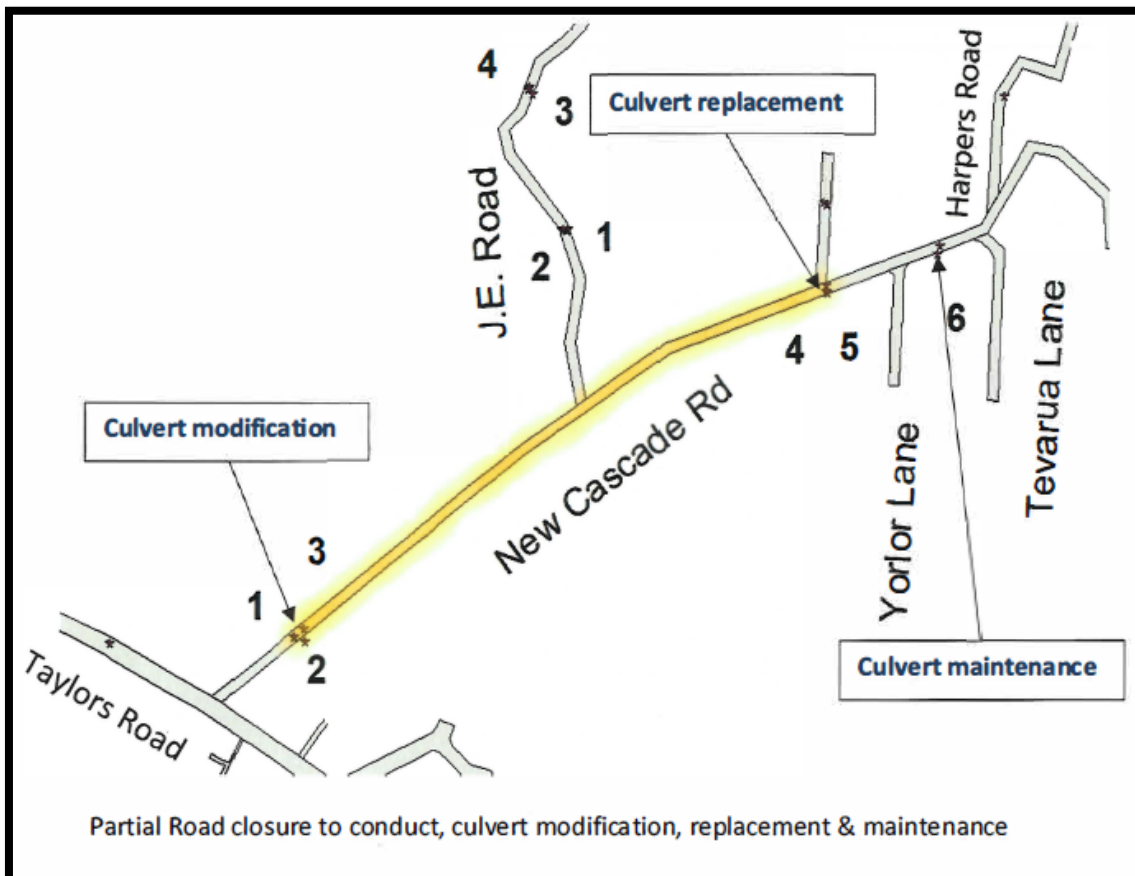 4
Culvert replacement
3
Harpers Road
J.E. Road
1
2
6
4
5
Tevarua Lane
Culvert modification
New Cascade Rd
Yorlor Lane
3
1
2
Culvert maintenance
Taylors Road
Partial Road closure to conduct, culvert modification, replacement & maintenance